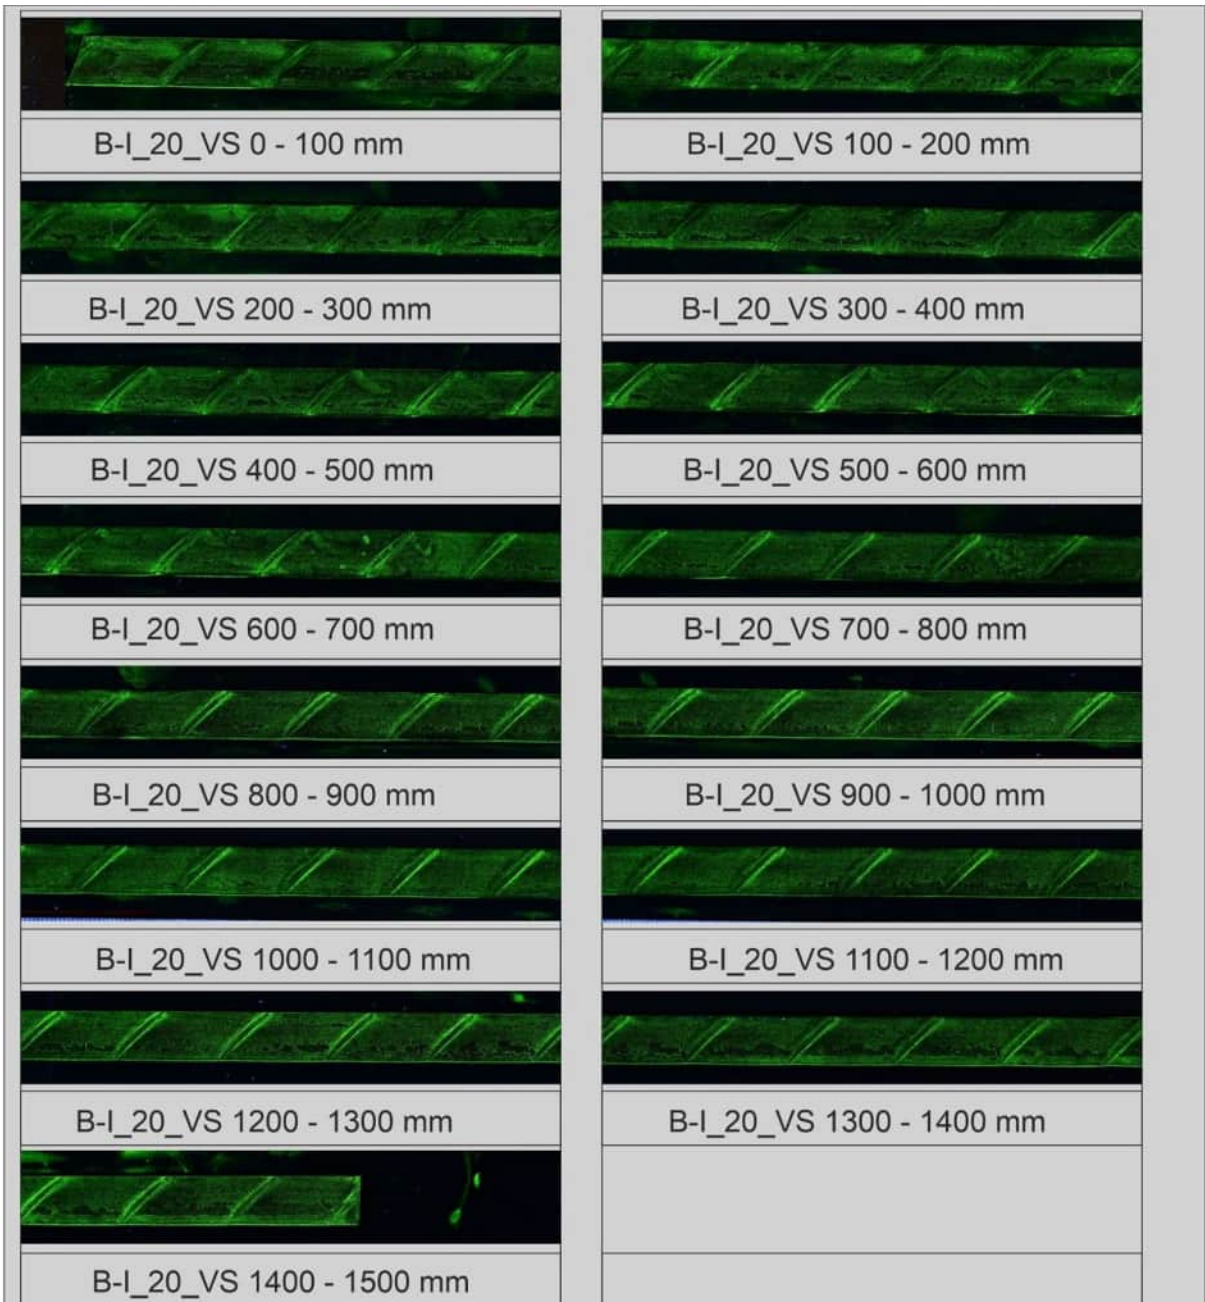 B-I_20_VS 0 - 100 mm
B-I_20_VS 100 - 200 mm
B-I_20_VS 200 - 300 mm
B-I_20_VS 300 - 400 mm
B-I_20_VS 400 - 500 mm
B-I_20_VS 500 - 600 mm
B-I_20_VS 600 - 700 mm
B-I_20_VS 700 - 800 mm
B-I_20_VS 800 - 900 mm
B-I_20_VS 900 - 1000 mm
B-I_20_VS 1000 - 1100 mm
B-I_20_VS 1100 - 1200 mm
B-I_20_VS 1200 - 1300 mm
B-I_20_VS 1300 - 1400 mm
B-I_20_VS 1400 - 1500 mm